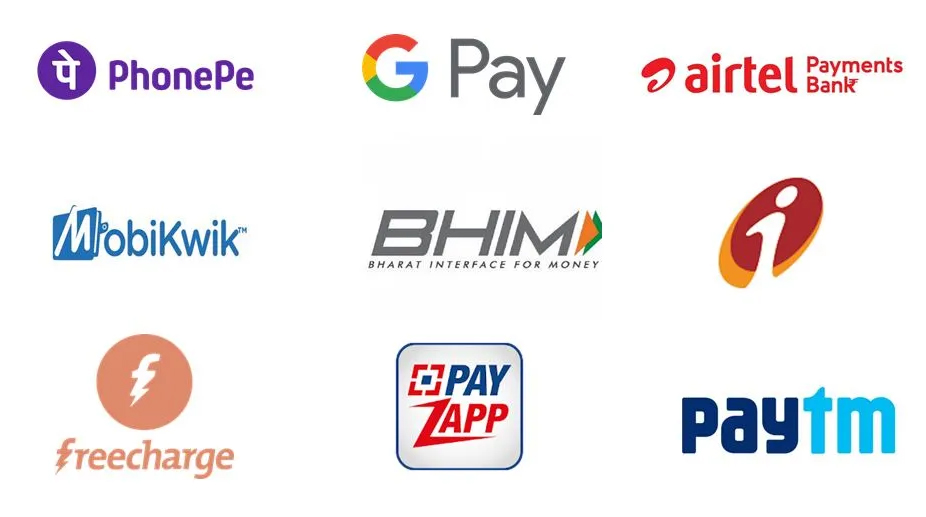 पे PhonePe
G Pay
airtel Payments
Bank
MobiKwik™
BHIM
BHARAT INTERFACE FOR MONEY
i
f
freecharge
PAY
ZAPP
paytm